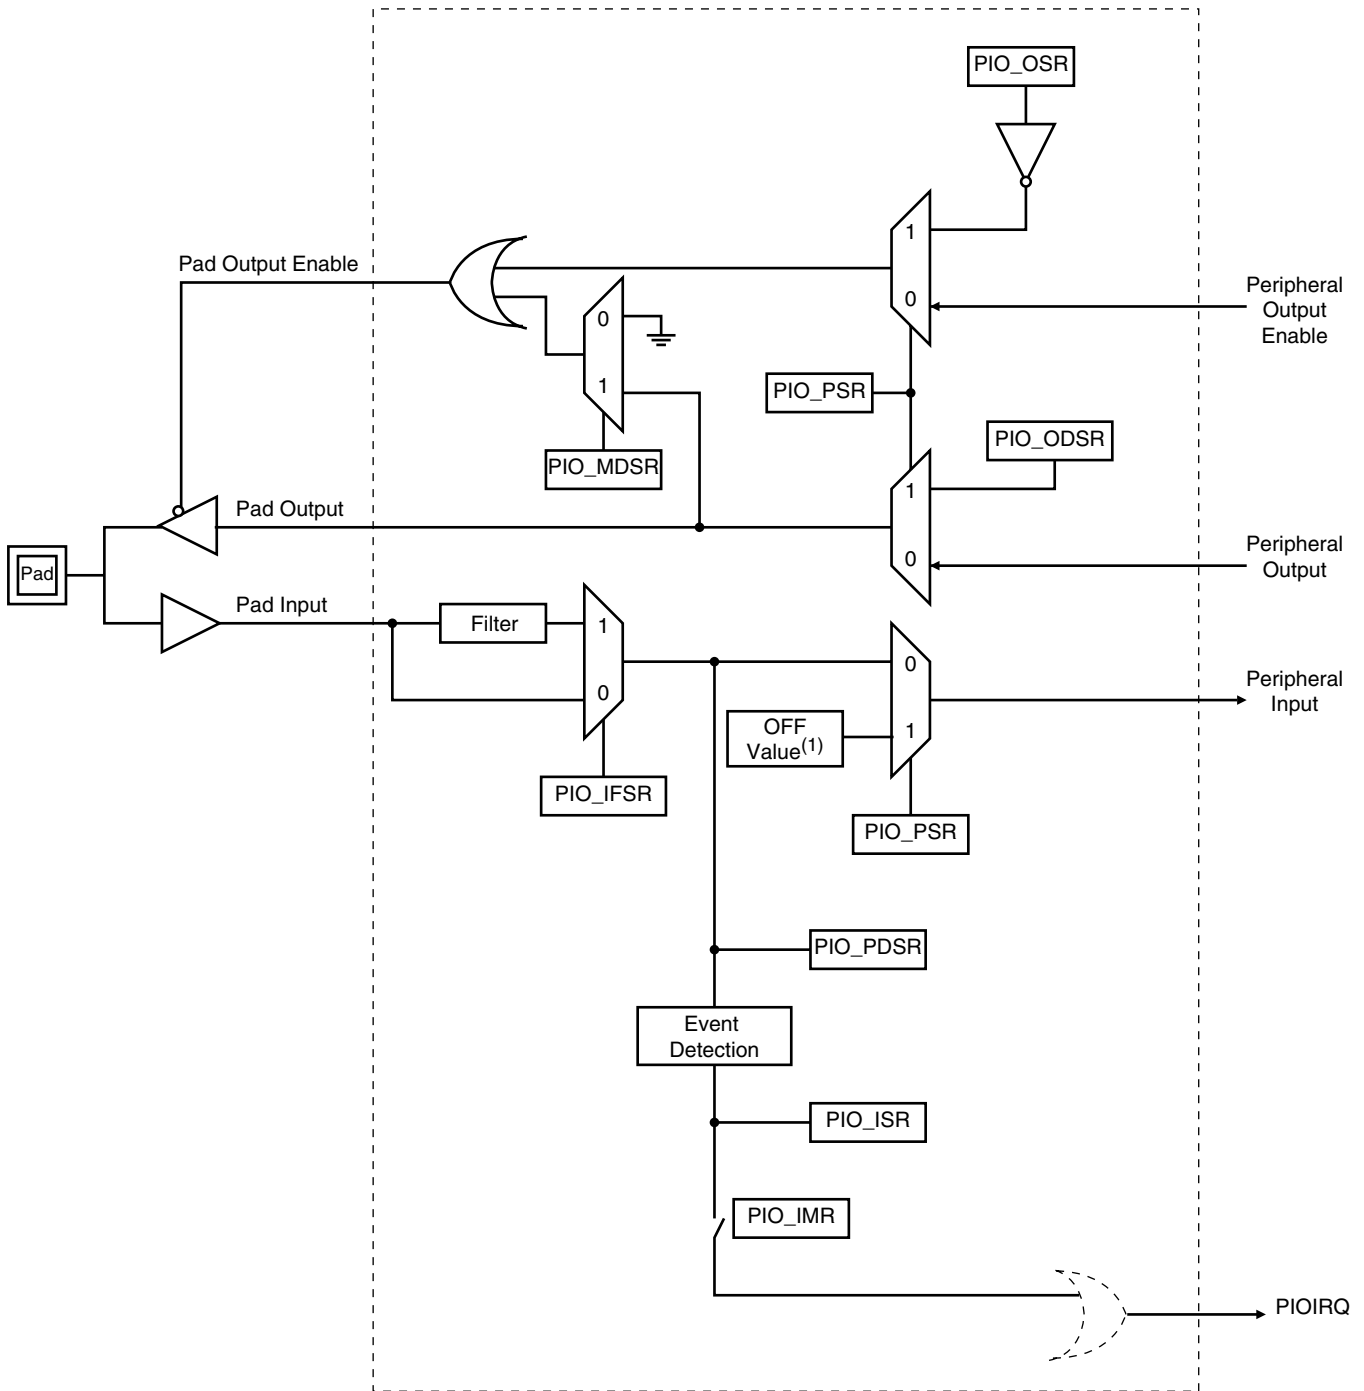 PIO_OSR
1
Pad Output Enable
0
Peripheral
Output
Enable
0
1
PIO_PSR
PIO_MDSR
PIO_ODSR
1
Pad Output
0
Peripheral
Output
Pad
Pad Input
Filter
1
0
0
Peripheral
Input
OFF
Value(1)
1
PIO_IFSR
PIO_PSR
PIO_PDSR
Event
Detection
PIO_ISR
PIO_IMR
PIOIRQ